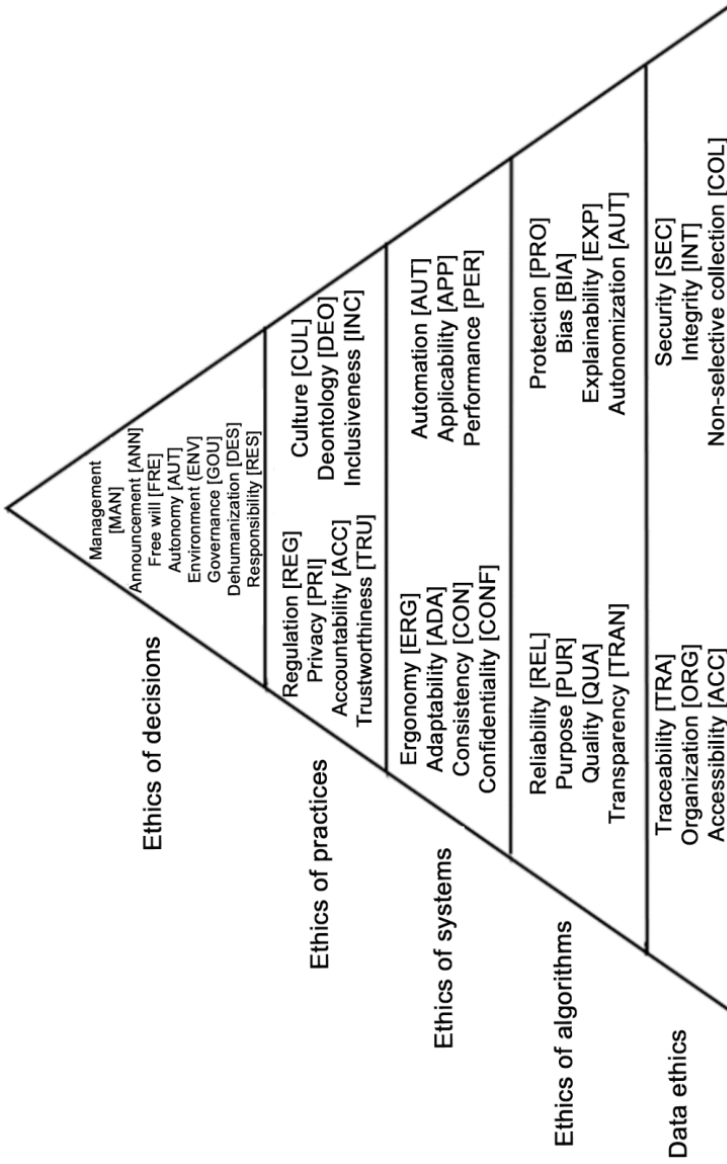 Ethics of decisions
Management
[MAN]
Announcement [ANN]
Free will [FRE]
Autonomy [AUT]
Environment (ENV]
Governance [GOU]
Dehumanization [DES]
Responsibility [RES]
Ethics of practices
Regulation [REG]
Privacy [PRI]
Accountability [ACC]
Trustworthiness [TRU]
Culture [CUL]
Deontology [DEO]
Inclusiveness [INC]
Ethics of systems
Ergonomy [ERG]
Adaptability [ADA]
Consistency [CON]
Confidentiality [CONF]
Automation [AUT]
Applicability [APP]
Performance [PER]
Ethics of algorithms
Reliability [REL]
Purpose [PUR]
Quality [QUA]
Transparency [TRAN]
Protection [PRO]
Bias [BIA]
Explainability [EXP]
Autonomization [AUT]
Data ethics
Traceability [TRA]
Organization [ORG]
Accessibility [ACC]
Security [SEC]
Integrity [INT]
Non-selective collection [COL]